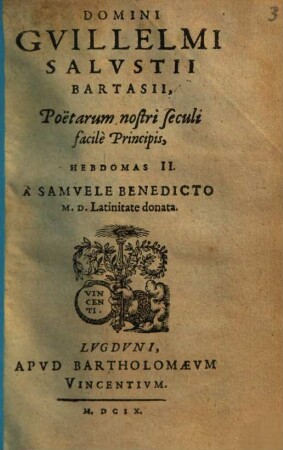 3
DOMINI
GVILLELMI
SALVSTII
BARTASII,
Poëtarum nostri seculi
facilè Principis,
HEBDOMAS II.
A SAMVELE BENEDICTO
M. D. Latinitate donata.
VIN
CEN
TI.
LVGDVNI,
APVD BARTHOLOMÆVM
VINCENTIVM.
M. DCIX.